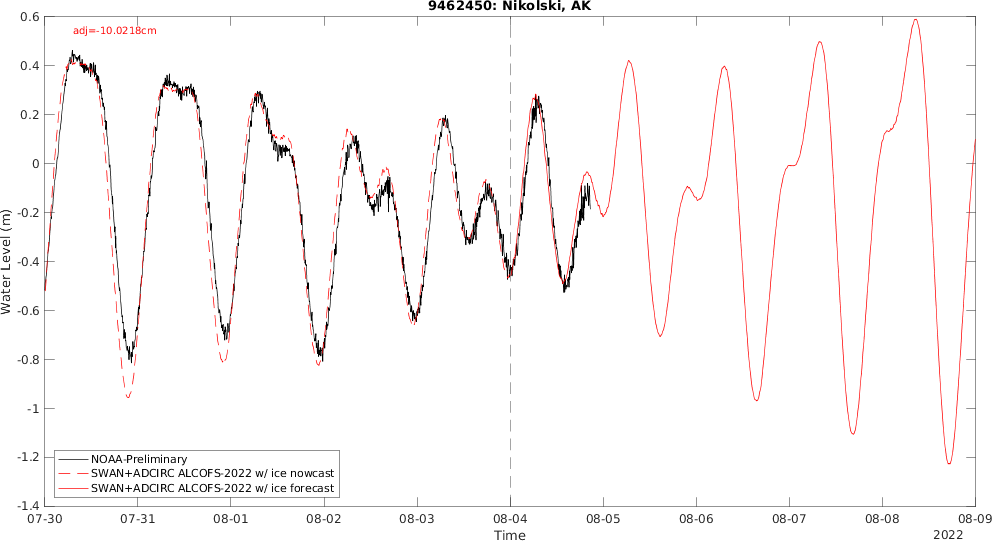 9462450: Nikolski, AK
adj=-10.0218cm
0.6
0.4
0.2
0
-0.2
-0.4
-0.6
-0.8
-1
-1.2
-1.4
Water Level (m)
NOAA-Preliminary
SWAN+ADCIRC ALCOFS-2022 w/ ice nowcast
SWAN+ADCIRC ALCOFS-2022 w/ ice forecast
07-30 07-31 08-01 08-02 08-03 08-04 08-05 08-06 08-07 08-08 08-09
Time
2022